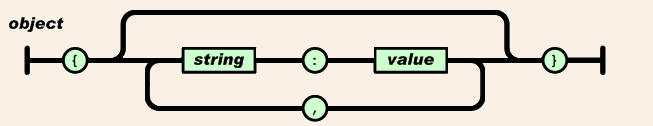 object
{ string : value }
,